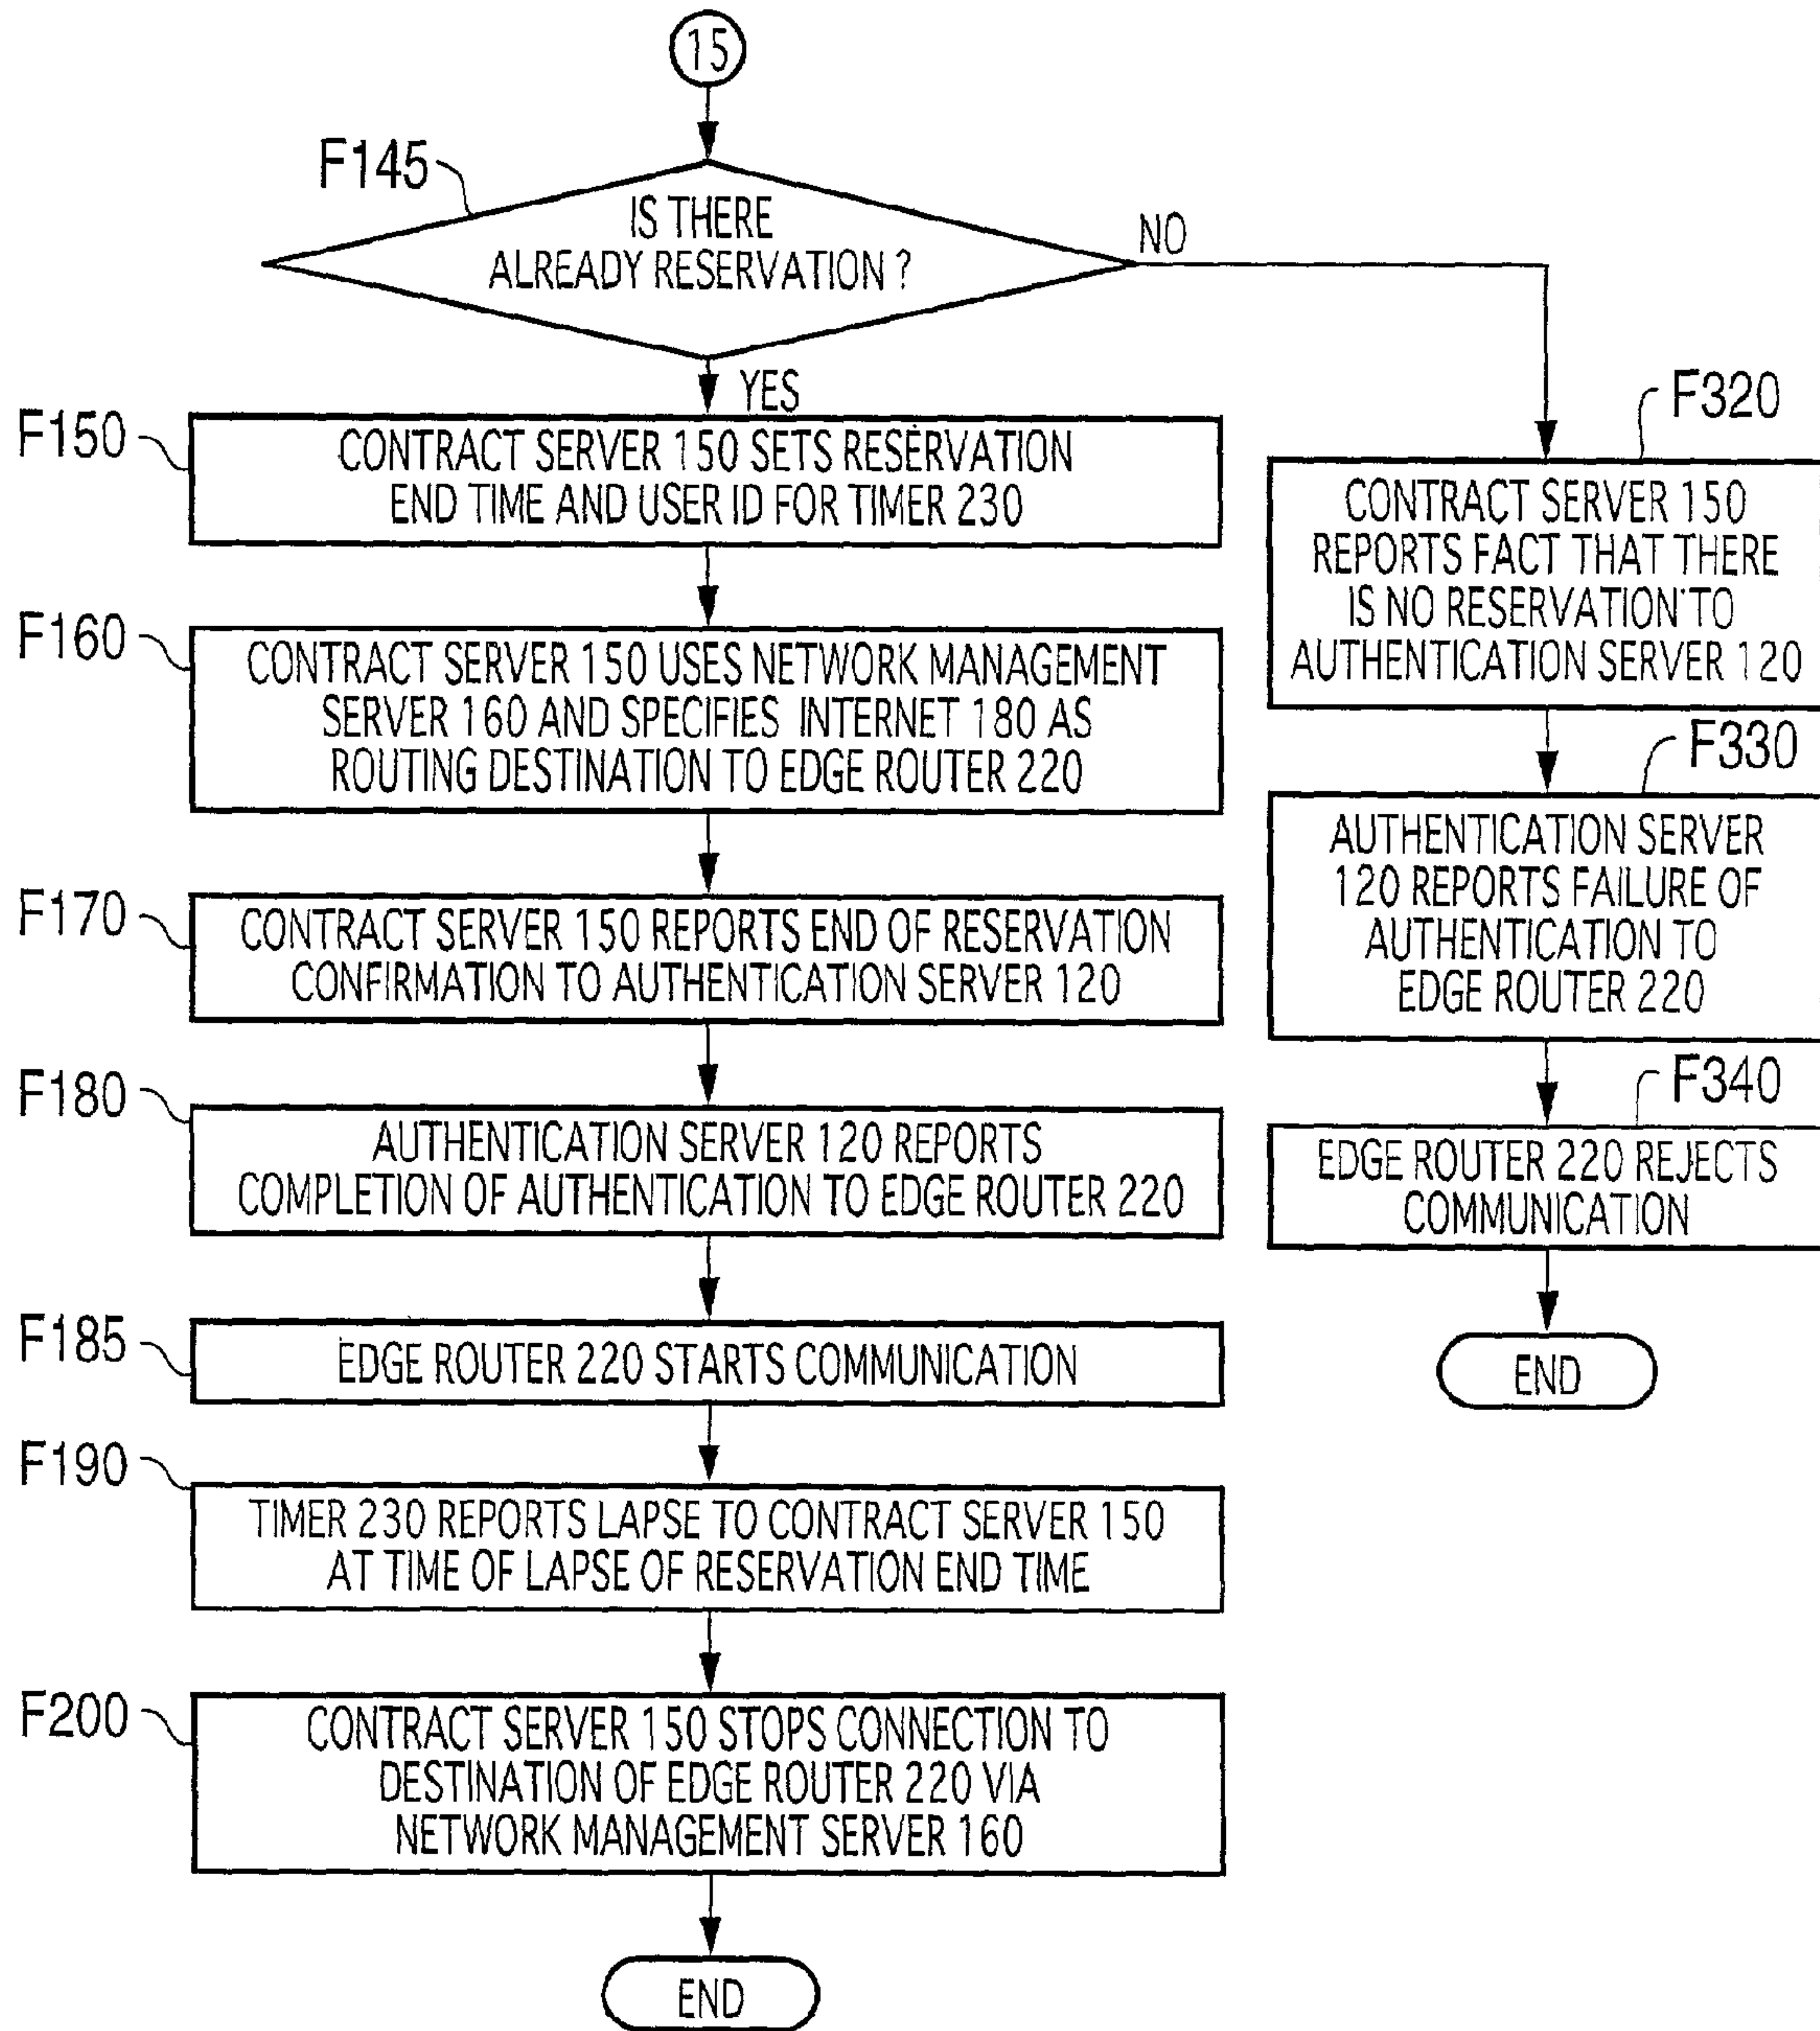 15
F145
IS THERE
ALREADY RESERVATION ?
NO
YES
F150
CONTRACT SERVER 150 SETS RESERVATION
END TIME AND USER ID FOR TIMER 230
F160
CONTRACT SERVER 150 USES NETWORK MANAGEMENT
SERVER 160 AND SPECIFIES INTERNET 180 AS
ROUTING DESTINATION TO EDGE ROUTER 220
F170
CONTRACT SERVER 150 REPORTS END OF RESERVATION
CONFIRMATION TO AUTHENTICATION SERVER 120
F180
AUTHENTICATION SERVER 120 REPORTS
COMPLETION OF AUTHENTICATION TO EDGE ROUTER 220
F185
EDGE ROUTER 220 STARTS COMMUNICATION
F190
TIMER 230 REPORTS LAPSE TO CONTRACT SERVER 150
AT TIME OF LAPSE OF RESERVATION END TIME
F200
CONTRACT SERVER 150 STOPS CONNECTION TO
DESTINATION OF EDGE ROUTER 220 VIA
NETWORK MANAGEMENT SERVER 160
END
F320
CONTRACT SERVER 150
REPORTS FACT THAT THERE
IS NO RESERVATION TO
AUTHENTICATION SERVER 120
F330
AUTHENTICATION SERVER
120 REPORTS FAILURE OF
AUTHENTICATION TO
EDGE ROUTER 220
F340
EDGE ROUTER 220 REJECTS
COMMUNICATION
END